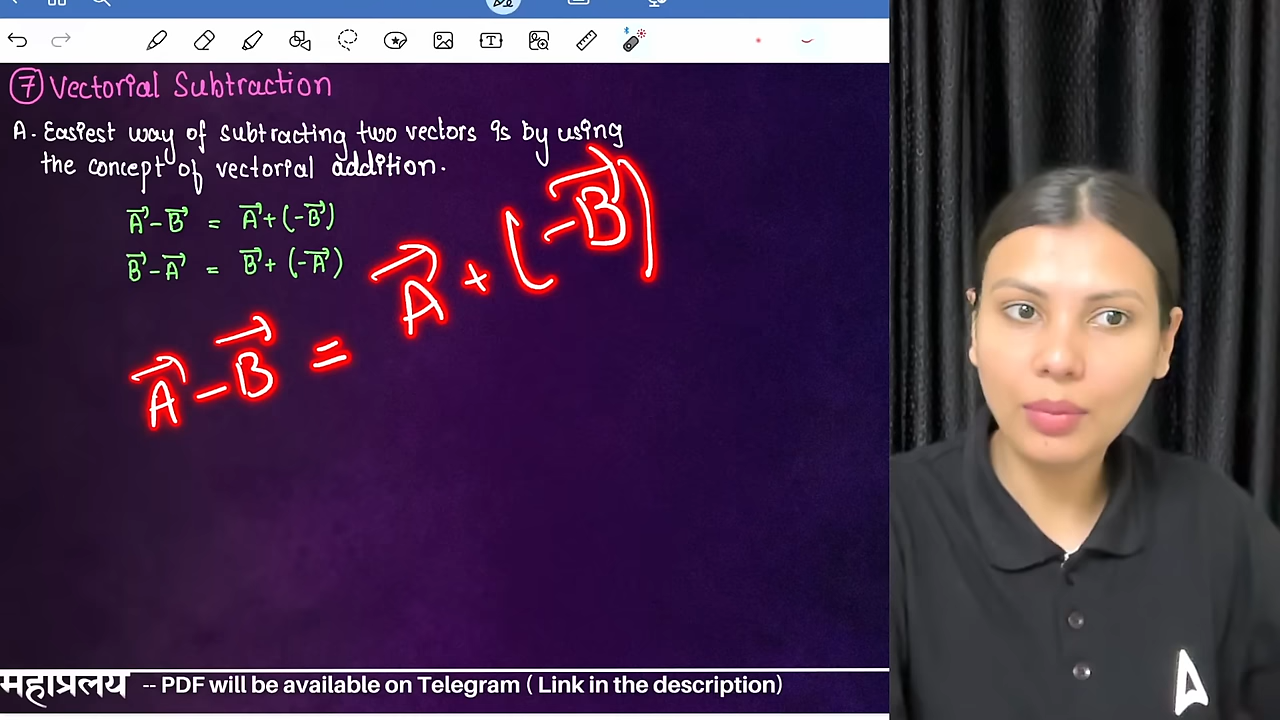 ⑦ Vectorial Subtraction
A. Easiest way of subtracting two vectors is by using
the concept of vectorial addition.
A⃗ - B⃗ = A⃗ + (-B⃗)
B⃗ - A⃗ = B⃗ + (-A⃗)
A⃗ - B⃗ = A⃗ + (-B⃗)
महाप्रलय -- PDF will be available on Telegram ( Link in the description)